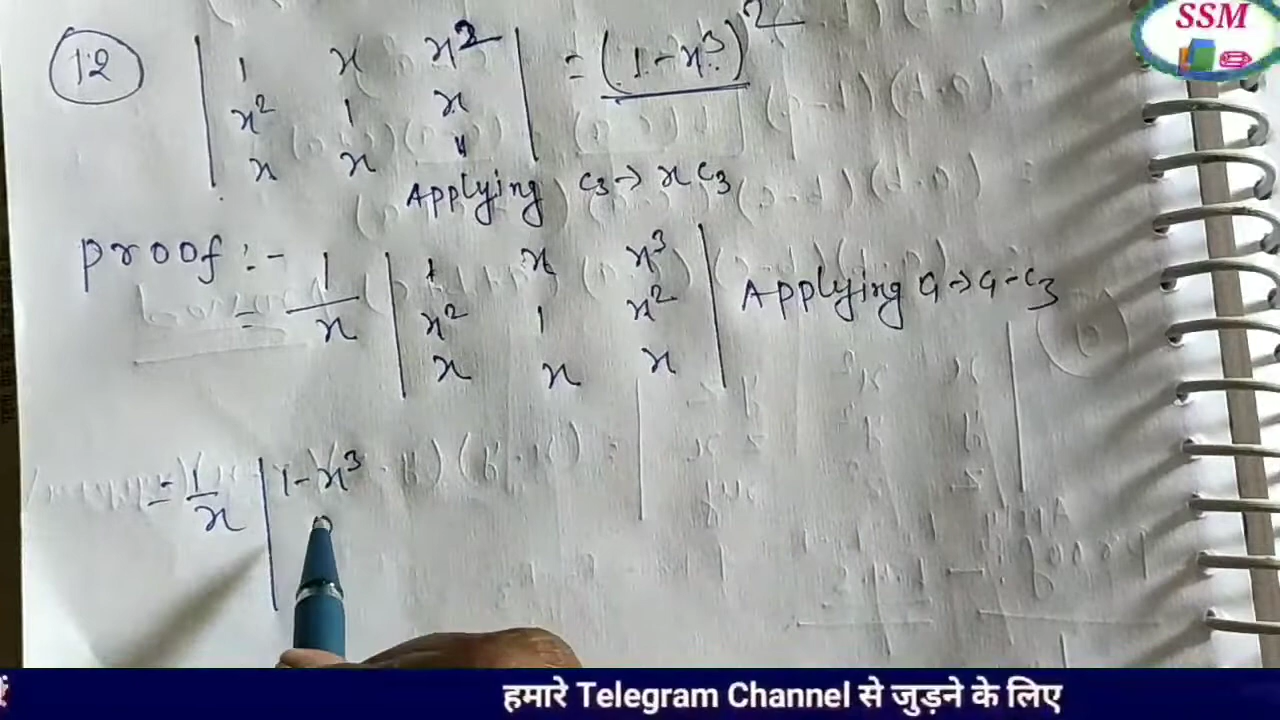 SSM
12 | 1 x x² | = (1-x³)²
| x² 1 x |
| x x 1 |
Applying C₃→xC₃
proof:-
= 1/x | 1 x x³ | Applying C₁→C₁-C₃
| x² 1 x² |
| x x x |
= 1/x | 1-x³
हमारे Telegram Channel से जुड़ने के लिए